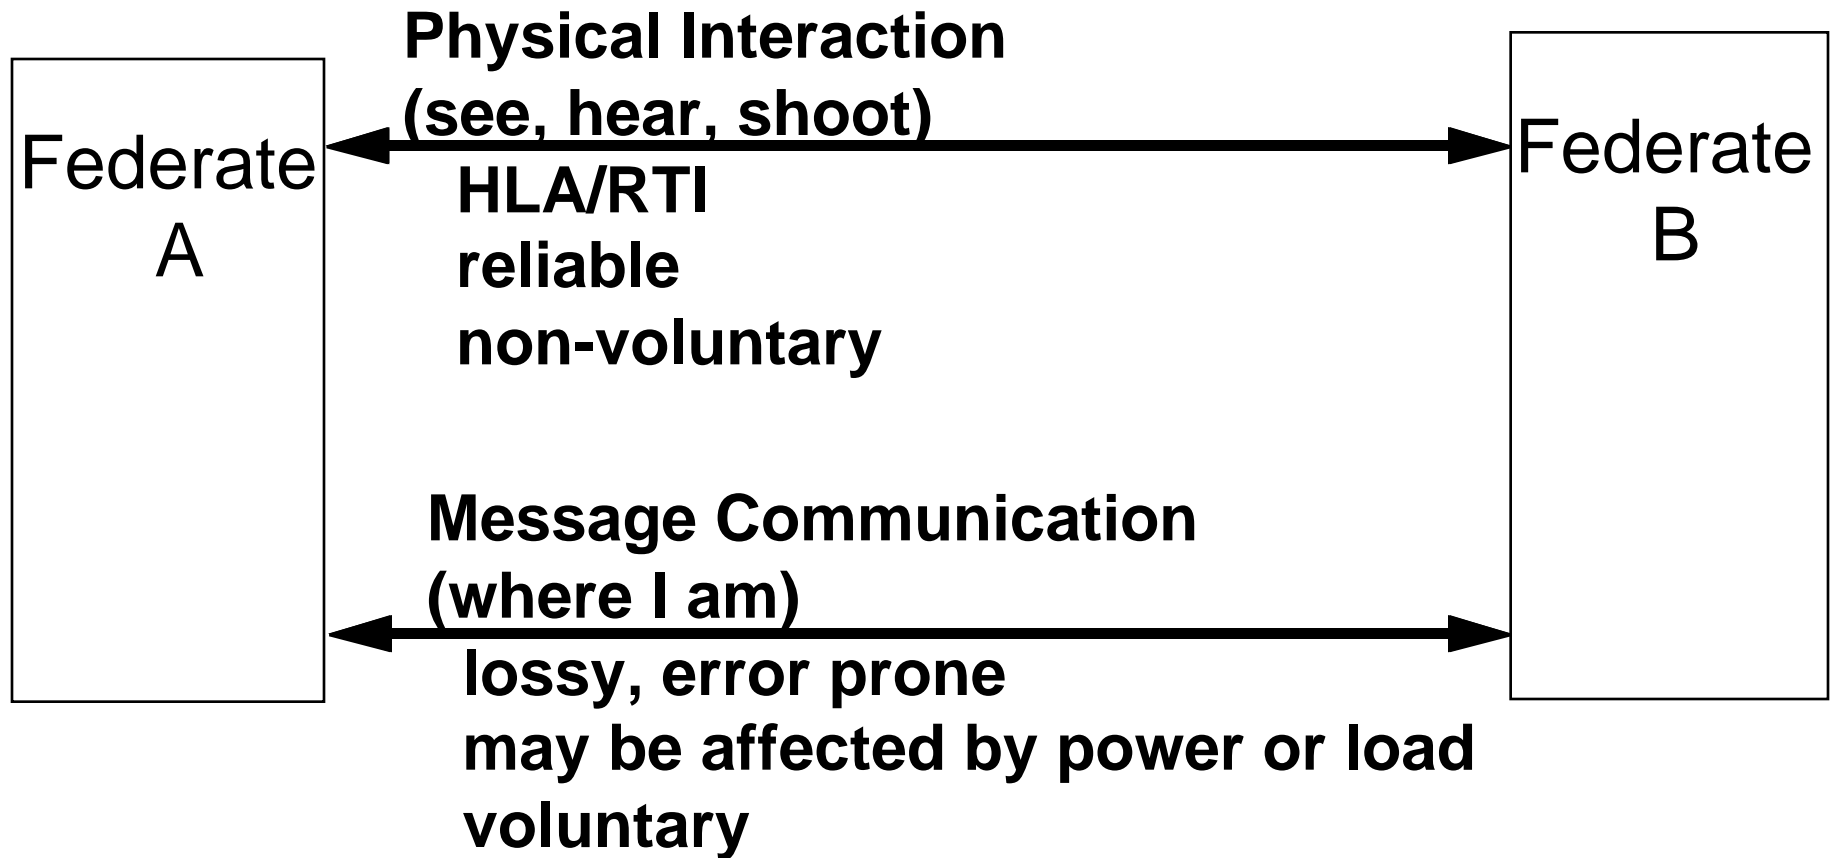 Federate
A
Physical Interaction
(see, hear, shoot)
HLA/RTI
reliable
non-voluntary
Message Communication
(where I am)
lossy, error prone
may be affected by power or load
voluntary
Federate
B